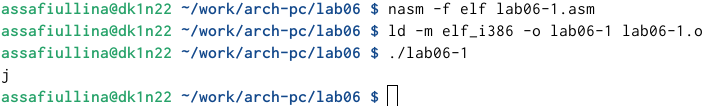 assafiullina@dk1n22 ~/work/arch-pc/lab06 $ nasm -f elf lab06-1.asm
assafiullina@dk1n22 ~/work/arch-pc/lab06 $ ld -m elf_i386 -o lab06-1 lab06-1.o
assafiullina@dk1n22 ~/work/arch-pc/lab06 $ ./lab06-1
j
assafiullina@dk1n22 ~/work/arch-pc/lab06 $